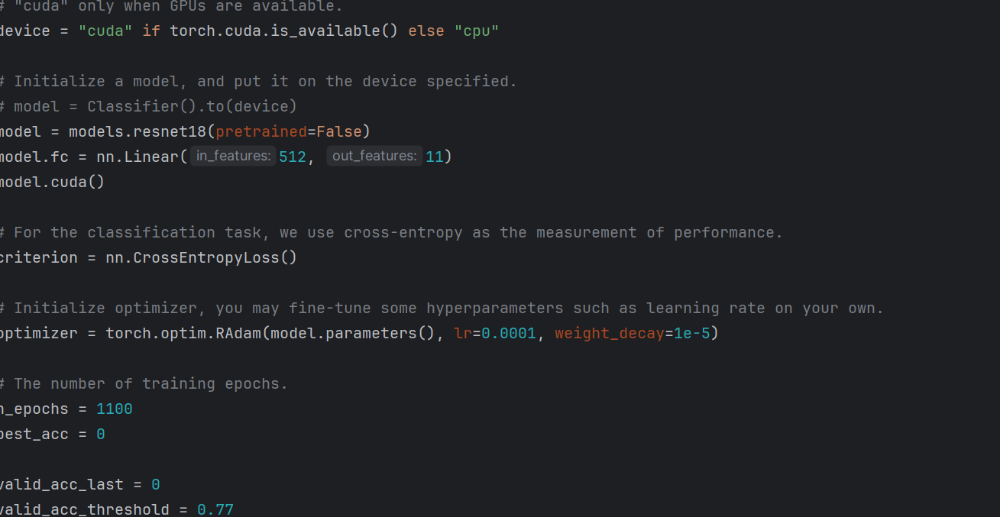 # "cuda" only when GPUs are available.
device = "cuda" if torch.cuda.is_available() else "cpu"
# Initialize a model, and put it on the device specified.
# model = Classifier().to(device)
model = models.resnet18(pretrained=False)
model.fc = nn.Linear( in_features: 512, out_features: 11)
model.cuda()
# For the classification task, we use cross-entropy as the measurement of performance.
criterion = nn.CrossEntropyLoss()
# Initialize optimizer, you may fine-tune some hyperparameters such as learning rate on your own.
optimizer = torch.optim.RAdam(model.parameters(), lr=0.0001, weight_decay=1e-5)
# The number of training epochs.
n_epochs = 1100
best_acc = 0
valid_acc_last = 0
valid_acc_threshold = 0.77